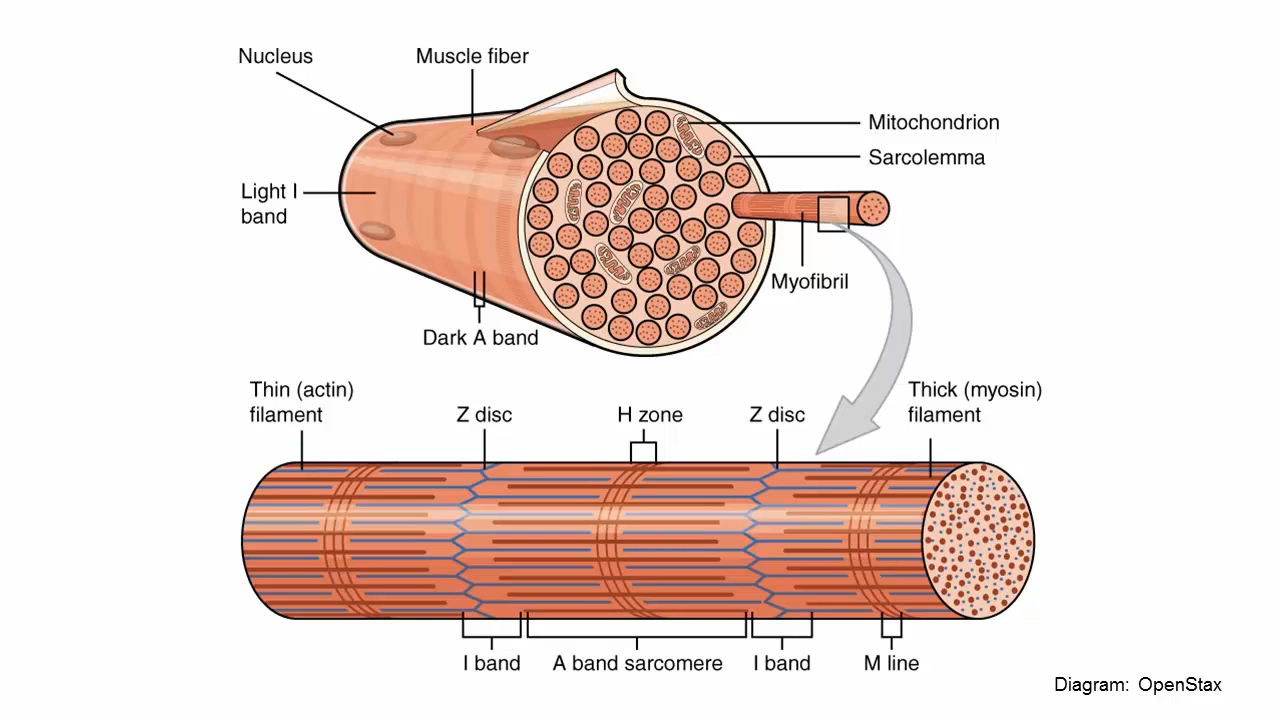 Nucleus
Muscle fiber
Mitochondrion
Sarcolemma
Light I
band
Myofibril
Dark A band
Thin (actin)
filament
Z disc
H zone
Z disc
Thick (myosin)
filament
I band
A band sarcomere
I band
M line
Diagram: OpenStax